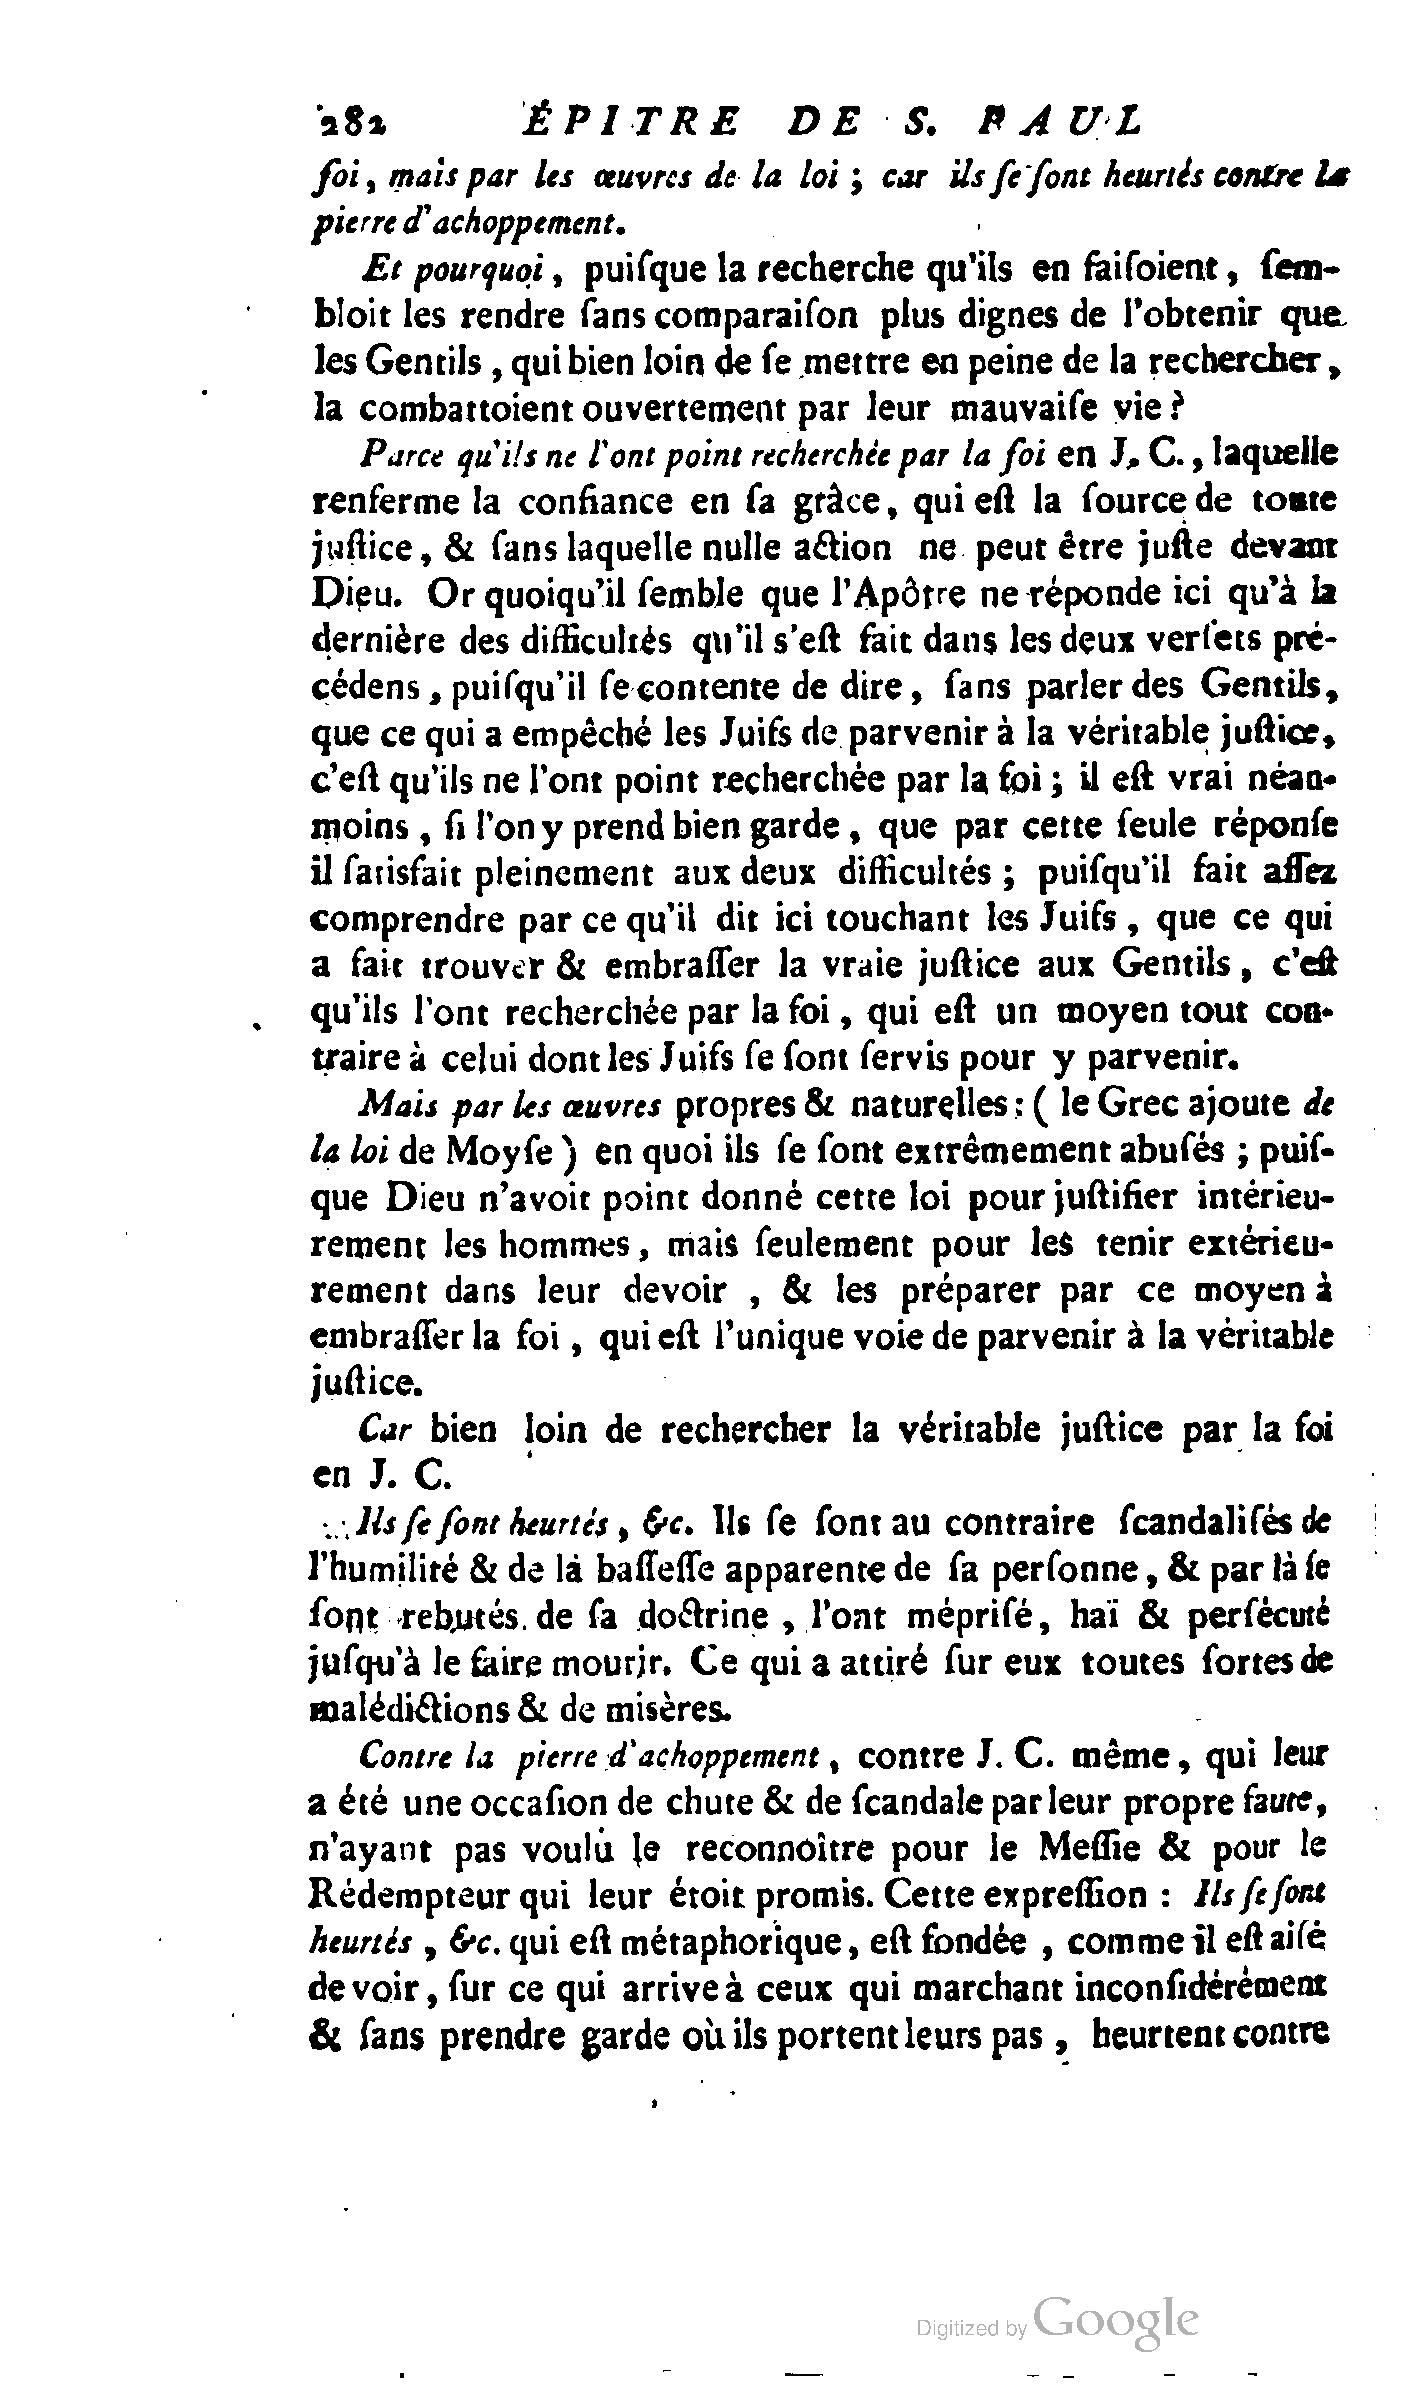 282 ÉPITRE DE S. PAUL
foi, mais par les œuvres de la loi ; car ils ſe ſont heurtés contre la
pierre d'achoppement.
Et pourquoi, puiſque la recherche qu'ils en faiſoient, ſem-
bloit les rendre ſans comparaiſon plus dignes de l'obtenir que
les Gentils, qui bien loin de ſe mettre en peine de la rechercher,
la combattoient ouvertement par leur mauvaiſe vie ?
Parce qu'ils ne l'ont point recherchée par la foi en J. C., laquelle
renferme la confiance en ſa grâce, qui eſt la ſource de toute
juſtice, & ſans laquelle nulle action ne peut être juſte devant
Dieu. Or quoiqu'il ſemble que l'Apôtre ne réponde ici qu'à la
dernière des difficultés qu'il s'eſt fait dans les deux verſets pré-
cédens, puiſqu'il ſe contente de dire, ſans parler des Gentils,
que ce qui a empêché les Juifs de parvenir à la véritable juſtice,
c'eſt qu'ils ne l'ont point recherchée par la foi ; il eſt vrai néan-
moins, ſi l'on y prend bien garde, que par cette ſeule réponſe
il ſatisfait pleinement aux deux difficultés ; puiſqu'il fait aſſez
comprendre par ce qu'il dit ici touchant les Juifs, que ce qui
a fait trouver & embraſſer la vraie juſtice aux Gentils, c'eſt
qu'ils l'ont recherchée par la foi, qui eſt un moyen tout con-
traire à celui dont les Juifs ſe ſont ſervis pour y parvenir.
Mais par les œuvres propres & naturelles : ( le Grec ajoute de
la loi de Moyſe ) en quoi ils ſe ſont extrêmement abuſés ; puiſ-
que Dieu n'avoit point donné cette loi pour juſtifier intérieu-
rement les hommes, mais ſeulement pour les tenir extérieu-
rement dans leur devoir, & les préparer par ce moyen à
embraſſer la foi, qui eſt l'unique voie de parvenir à la véritable
juſtice.
Car bien loin de rechercher la véritable juſtice par la foi
en J. C.
Ils ſe ſont heurtés, &c. Ils ſe ſont au contraire ſcandaliſés de
l'humilité & de la baſſeſſe apparente de ſa perſonne, & par là ſe
ſont rebutés de ſa doctrine, l'ont mépriſé, haï & perſécuté
juſqu'à le faire mourir. Ce qui a attiré ſur eux toutes ſortes de
malédictions & de misères.
Contre la pierre d'achoppement, contre J. C. même, qui leur
a été une occaſion de chute & de ſcandale par leur propre faute,
n'ayant pas voulu le reconnoître pour le Meſſie & pour le
Rédempteur qui leur étoit promis. Cette expreſſion : Ils ſe ſont
heurtés, &c. qui eſt métaphorique, eſt fondée, comme il eſt aiſé
de voir, ſur ce qui arrive à ceux qui marchant inconſidérément
& ſans prendre garde où ils portent leurs pas, heurtent contre
Digitized by Google